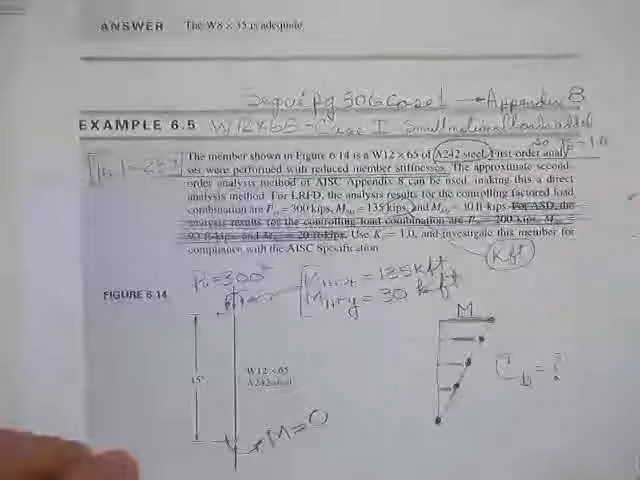 ANSWER The W8 × 35 is adequate.
Segui Pg 306 Case 1 → Appendix 8
EXAMPLE 6.5 W12x65 - Case I Small
= 1.0
The member shown in Figure 6.14 is a W12 × 65 of A242 steel. First-order analy-
ses were performed with reduced member stiffnesses. The approximate second-
order analysis method of AISC Appendix 8 can be used, making this a direct
analysis method. For LRFD, the analysis results for the controlling factored load
combination are Pnt = 300 kips, Mntx = 135 kips, and Mnty = 30 ft-kips. For ASD, the
analysis results for the controlling load combination are Pnt = 200 kips, M
90 ft-kips, and M = 20 ft-kips. Use Ky = 1.0, and investigate this member for
compliance with the AISC Specification.
k.ft
Pu = 300k
Mntx = 135 k.ft
Mnty = 30 k.ft
FIGURE 6.14
M
15'
W12 × 65
A242 steel
Cb = ?
M=0